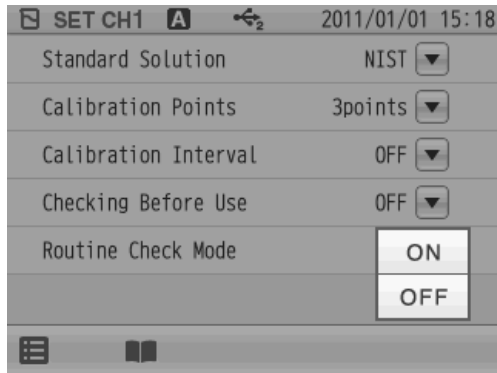 SET CH1 A 2 2011/01/01 15:18
Standard Solution NIST
Calibration Points 3points
Calibration Interval OFF
Checking Before Use OFF
Routine Check Mode ON
OFF